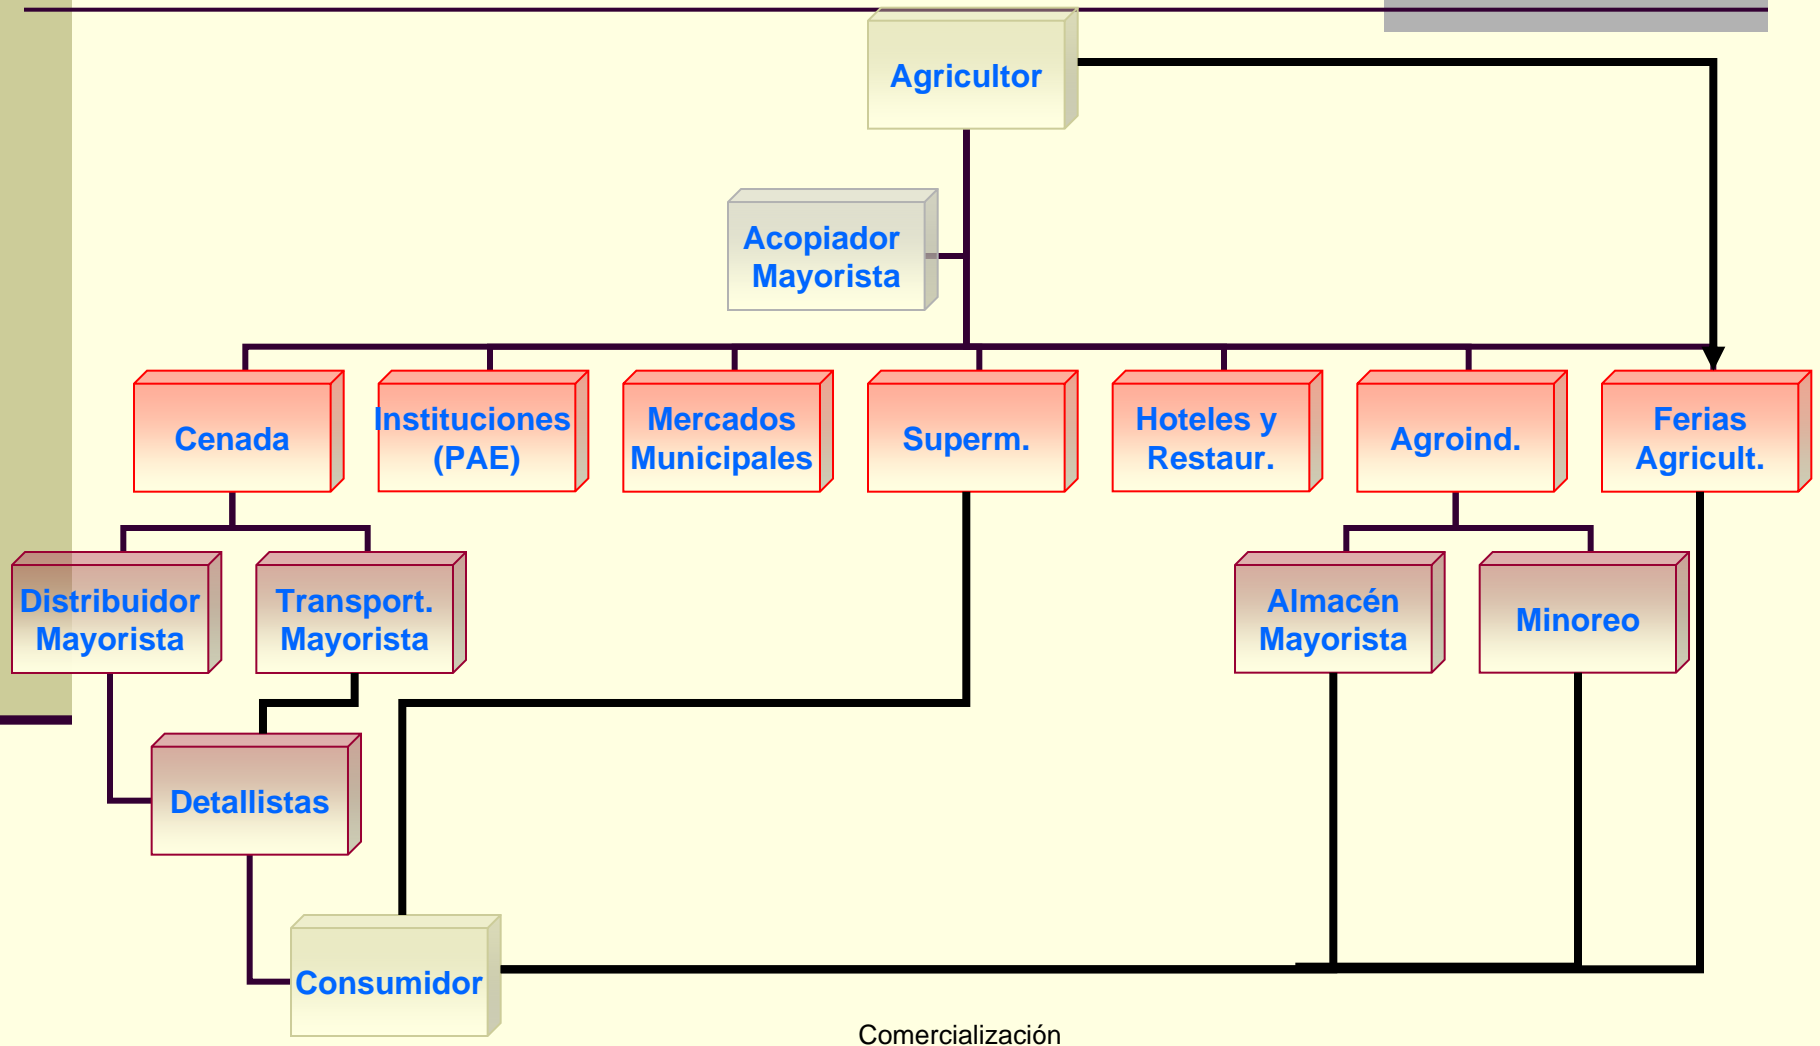 Agricultor
Acopiador
Mayorista
Cenada
Instituciones
(PAE)
Mercados
Municipales
Superm.
Hoteles y
Restaur.
Agroind.
Ferias
Agricult.
Distribuidor
Mayorista
Transport.
Mayorista
Almacén
Mayorista
Minoreo
Detallistas
Consumidor
Comercialización